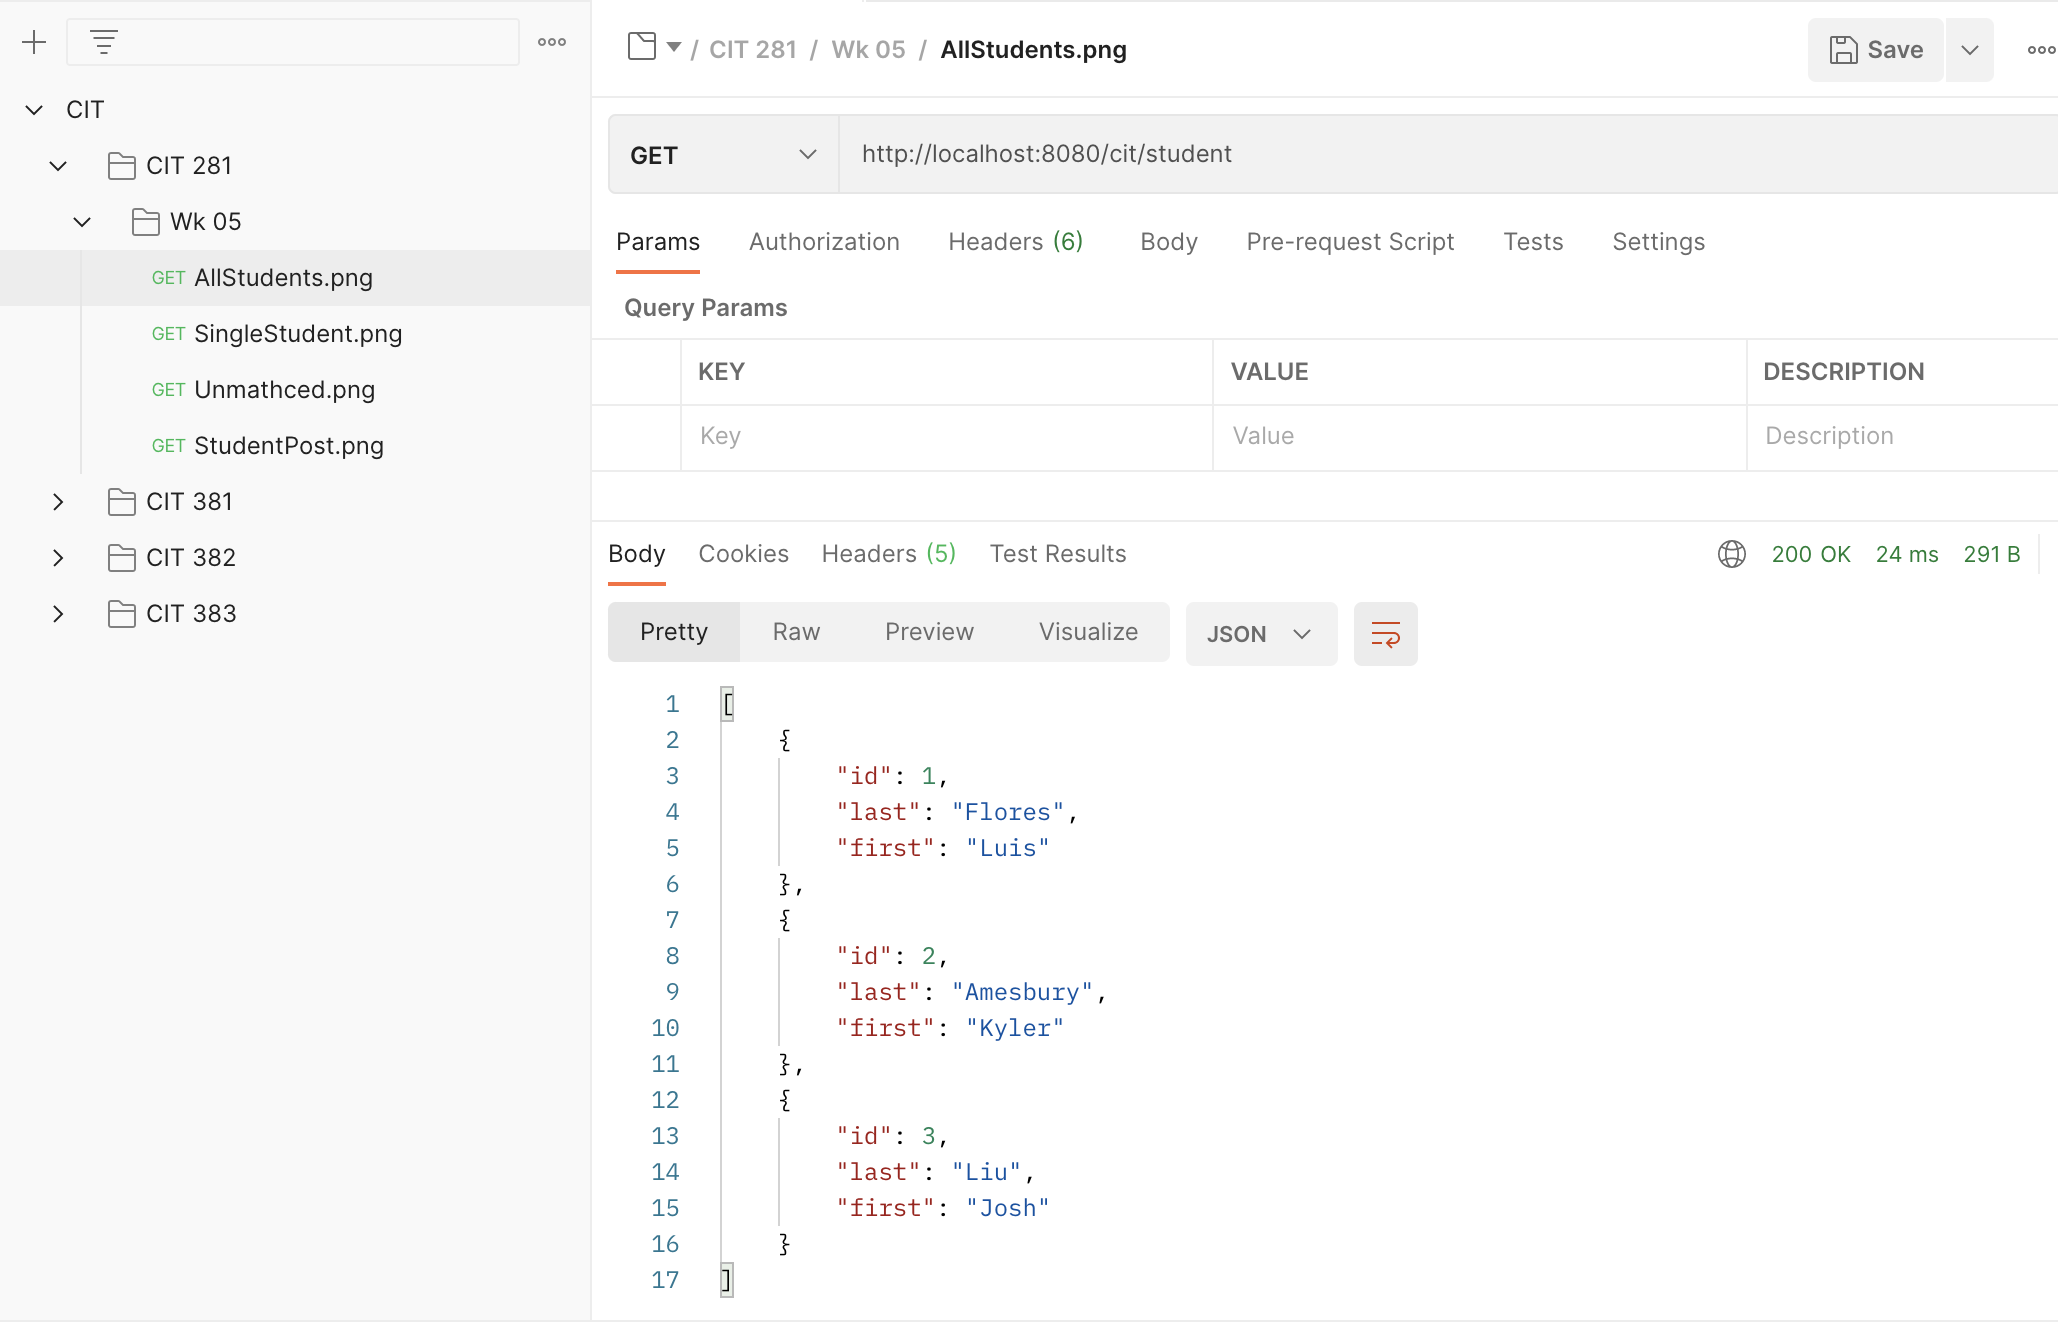 CIT
CIT 281
Wk 05
GET AllStudents.png
GET SingleStudent.png
GET Unmathced.png
GET StudentPost.png
CIT 381
CIT 382
CIT 383
/ CIT 281 / Wk 05 / AllStudents.png
Save
GET http://localhost:8080/cit/student
Params Authorization Headers (6) Body Pre-request Script Tests Settings
Query Params
KEY VALUE DESCRIPTION
Key Value Description
Body Cookies Headers (5) Test Results 200 OK 24 ms 291 B
Pretty Raw Preview Visualize JSON
1 [
2 {
3 "id": 1,
4 "last": "Flores",
5 "first": "Luis"
6 },
7 {
8 "id": 2,
9 "last": "Amesbury",
10 "first": "Kyler"
11 },
12 {
13 "id": 3,
14 "last": "Liu",
15 "first": "Josh"
16 }
17 ]